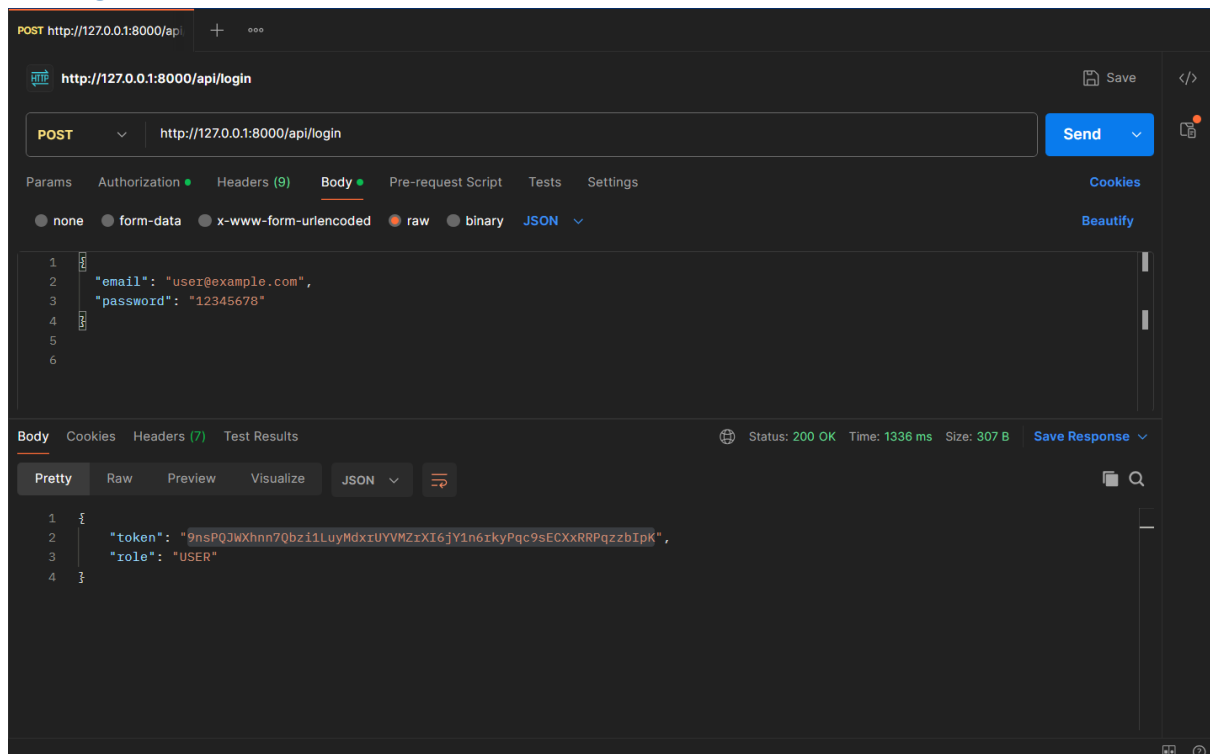 POST http://127.0.0.1:8000/api/
HTTP http://127.0.0.1:8000/api/login Save </>
POST http://127.0.0.1:8000/api/login Send
Params Authorization Headers (9) Body Pre-request Script Tests Settings Cookies
none form-data x-www-form-urlencoded raw binary JSON Beautify
1 {
2 "email": "user@example.com",
3 "password": "12345678"
4 }
5
6
Body Cookies Headers (7) Test Results Status: 200 OK Time: 1336 ms Size: 307 B Save Response
Pretty Raw Preview Visualize JSON
1 {
2 "token": "9nsPQJWXhnn7Qbzi1LuyMdxrUYVMZrXI6jY1n6rkyPqc9sECXxRRPqzzbIpK",
3 "role": "USER"
4 }